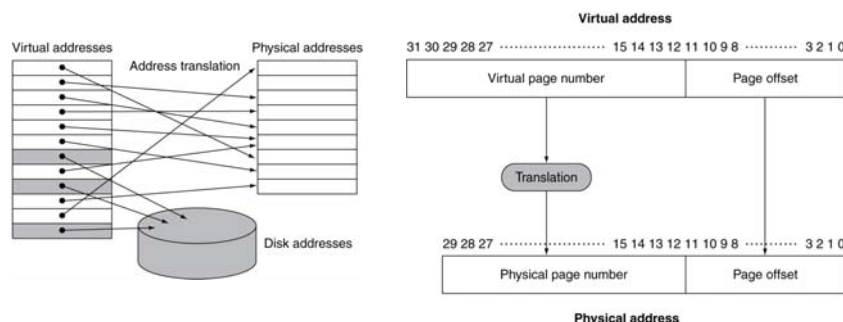 Virtual addresses
Address translation
Physical addresses
Disk addresses
Virtual address
31 30 29 28 27 ··································· 15 14 13 12 11 10 9 8 ············ 3 2 1 0
Virtual page number
Page offset
Translation
29 28 27 ··································· 15 14 13 12 11 10 9 8 ············ 3 2 1 0
Physical page number
Page offset
Physical address